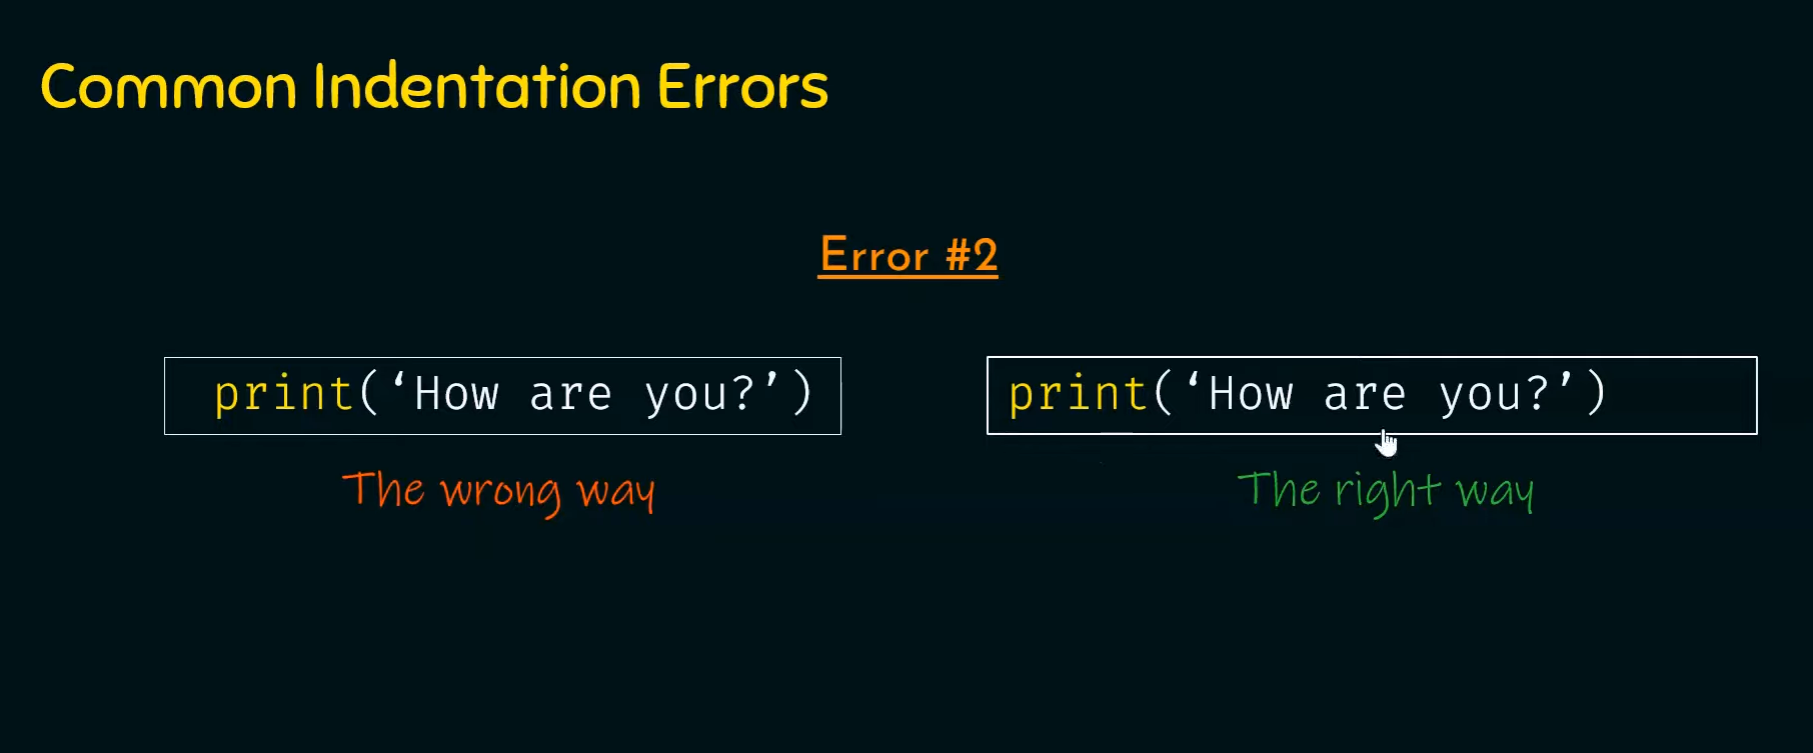 Common Indentation Errors
Error #2
print(‘How are you?’)
print(‘How are you?’)
The wrong way
The right way